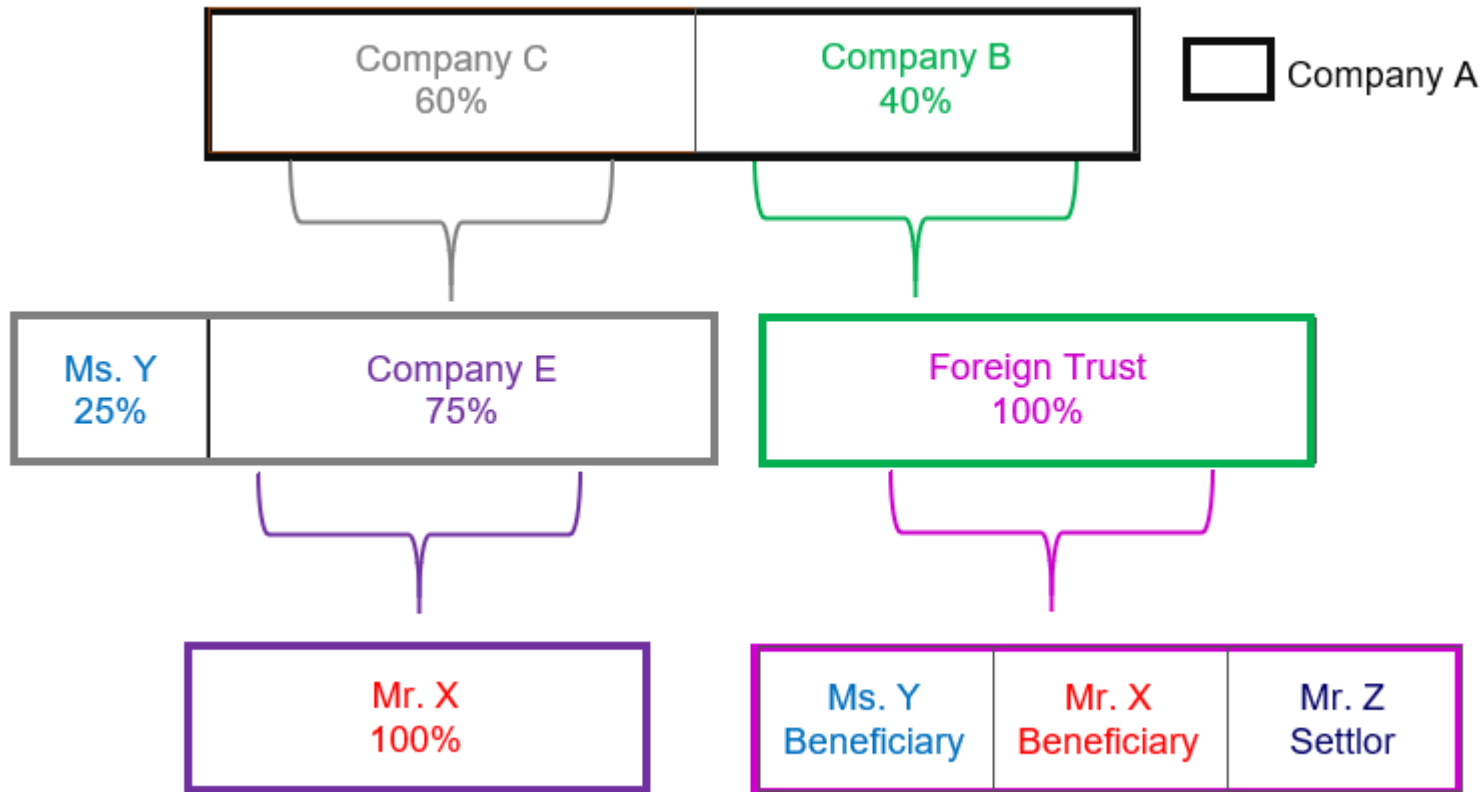 Company C
60%
Company B
40%
Company A
Ms. Y
25%
Company E
75%
Foreign Trust
100%
Mr. X
100%
Ms. Y
Beneficiary
Mr. X
Beneficiary
Mr. Z
Settlor